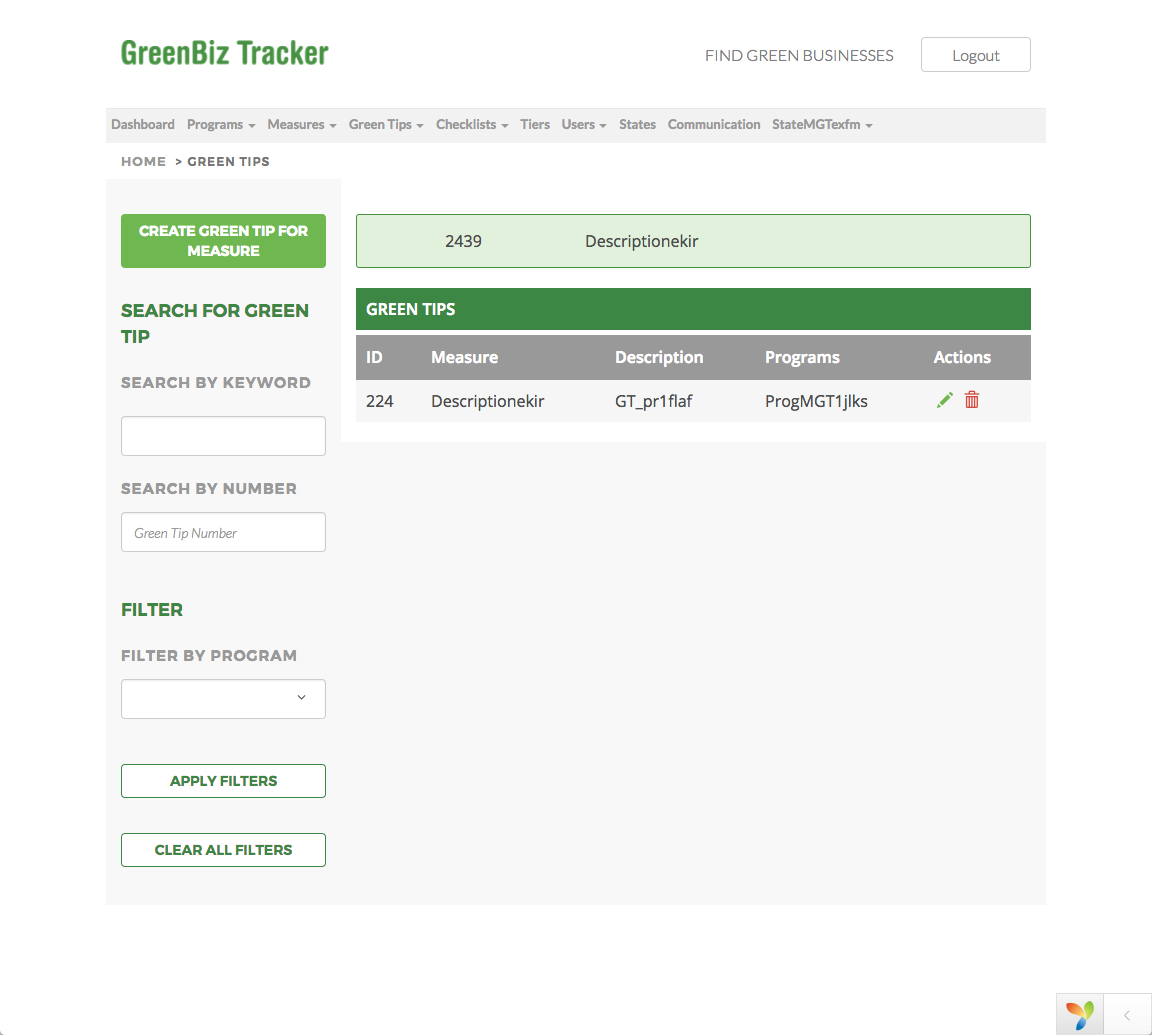 GreenBiz Tracker
FIND GREEN BUSINESSES
Logout
Dashboard Programs Measures Green Tips Checklists Tiers Users States Communication StateMGTexfm
HOME > GREEN TIPS
CREATE GREEN TIP FOR
MEASURE
SEARCH FOR GREEN
TIP
SEARCH BY KEYWORD
SEARCH BY NUMBER
Green Tip Number
FILTER
FILTER BY PROGRAM
APPLY FILTERS
CLEAR ALL FILTERS
2439 Descriptionekir
GREEN TIPS
ID Measure Description Programs Actions
224 Descriptionekir GT_pr1flaf ProgMGT1jlks